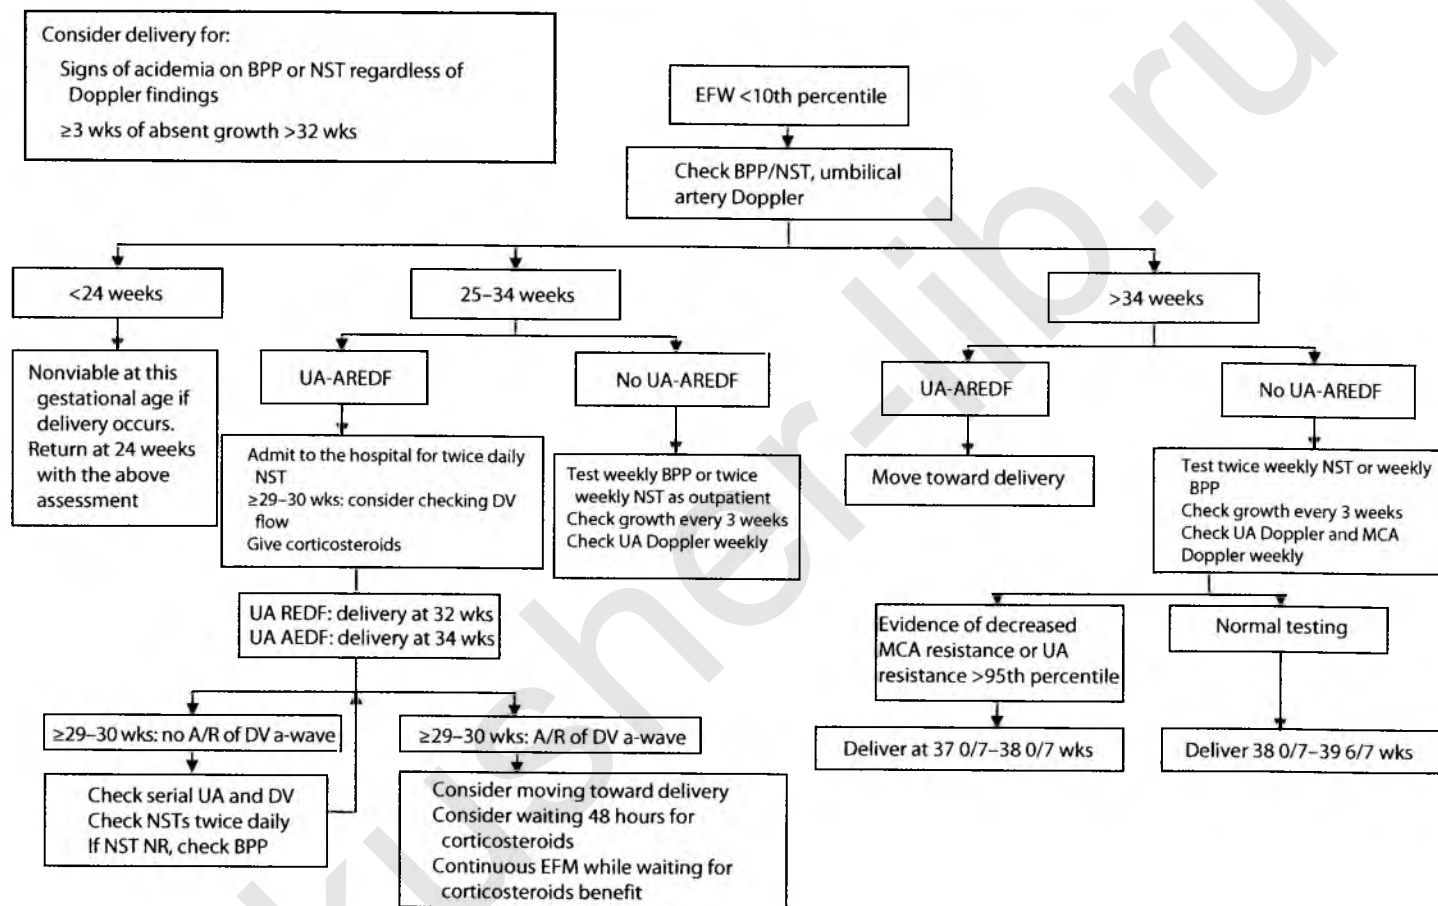 Consider delivery for:
Signs of acidemia on BPP or NST regardless of
Doppler findings
≥3 wks of absent growth >32 wks
EFW <10th percentile
Check BPP/NST, umbilical
artery Doppler
<24 weeks
25–34 weeks
>34 weeks
Nonviable at this
gestational age if
delivery occurs.
Return at 24 weeks
with the above
assessment
UA-AREDF
No UA-AREDF
UA-AREDF
No UA-AREDF
Admit to the hospital for twice daily
NST
≥29–30 wks: consider checking DV
flow
Give corticosteroids
Test weekly BPP or twice
weekly NST as outpatient
Check growth every 3 weeks
Check UA Doppler weekly
Move toward delivery
Test twice weekly NST or weekly
BPP
Check growth every 3 weeks
Check UA Doppler and MCA
Doppler weekly
UA REDF: delivery at 32 wks
UA AEDF: delivery at 34 wks
Evidence of decreased
MCA resistance or UA
resistance >95th percentile
Normal testing
≥29–30 wks: no A/R of DV a-wave
≥29–30 wks: A/R of DV a-wave
Deliver at 37 0/7–38 0/7 wks
Deliver 38 0/7–39 6/7 wks
Check serial UA and DV
Check NSTs twice daily
If NST NR, check BPP
Consider moving toward delivery
Consider waiting 48 hours for
corticosteroids
Continuous EFM while waiting for
corticosteroids benefit
kusher-lib.ru